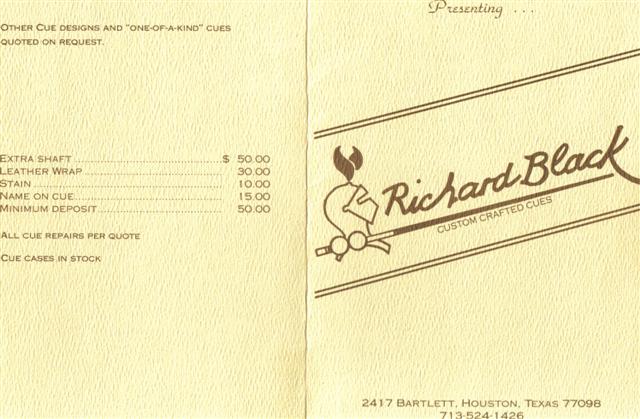 OTHER CUE DESIGNS AND "ONE-OF-A-KIND" CUES
QUOTED ON REQUEST.
EXTRA SHAFT ........ $ 50.00
LEATHER WRAP ........ 30.00
STAIN ........ 10.00
NAME ON CUE ........ 15.00
MINIMUM DEPOSIT ........ 50.00
ALL CUE REPAIRS PER QUOTE
CUE CASES IN STOCK
Presenting . . .
Richard Black
CUSTOM CRAFTED CUES
2417 BARTLETT, HOUSTON, TEXAS 77098
713-524-1426